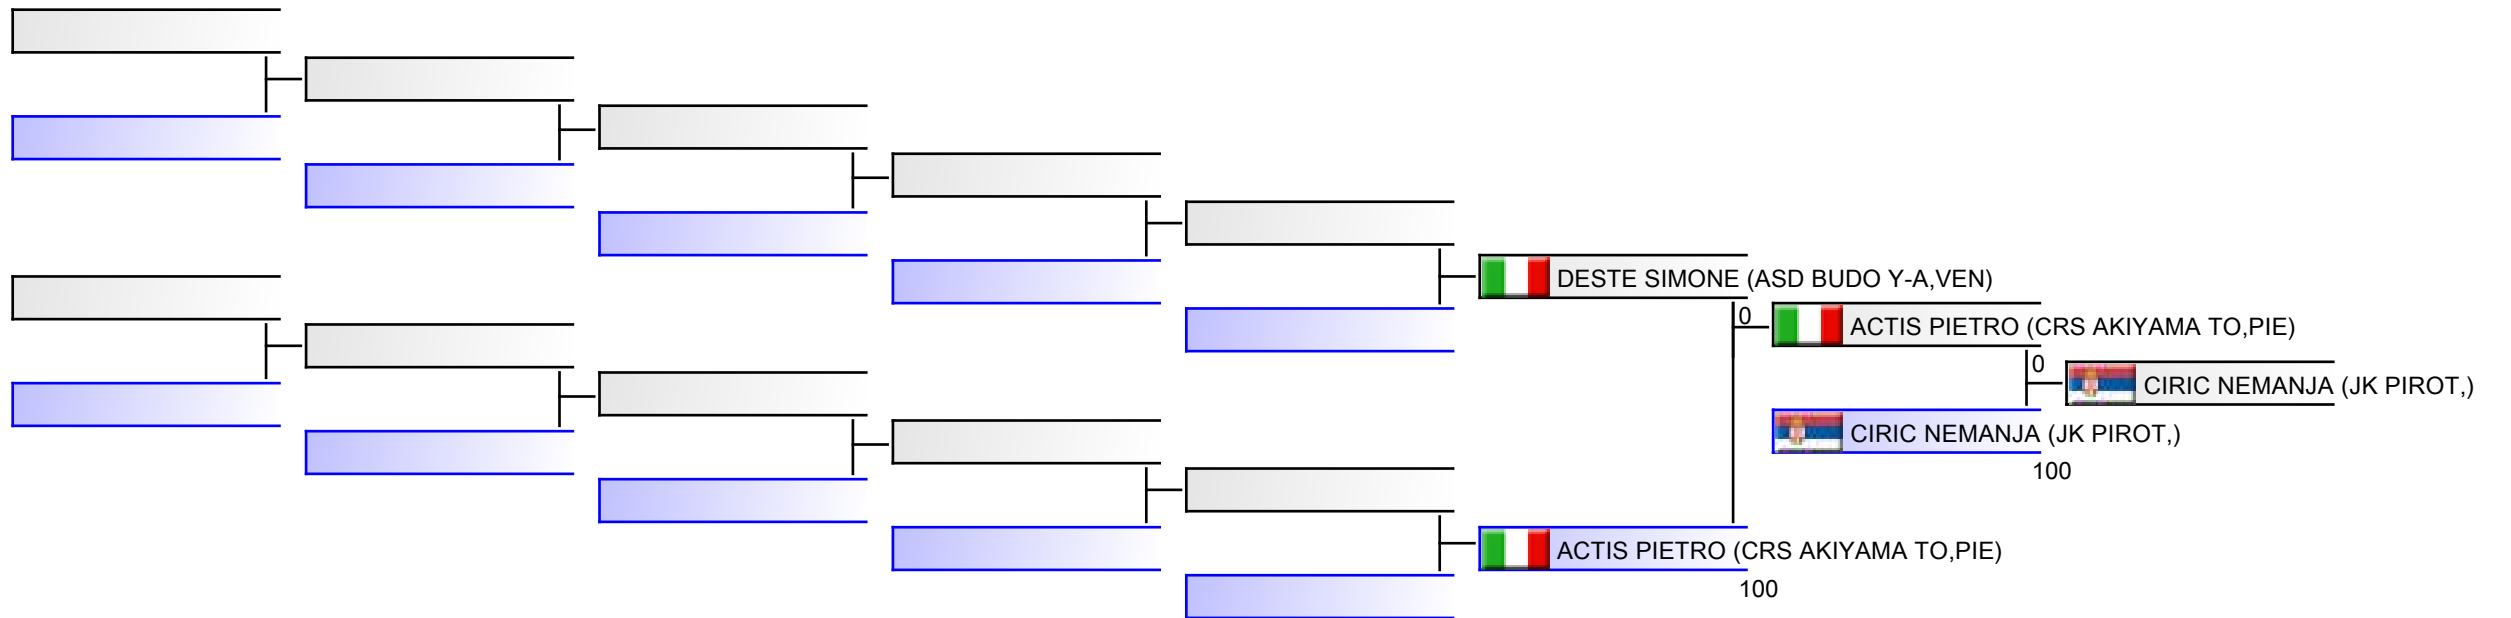 DESTE SIMONE (ASD BUDO Y-A,VEN)
0
ACTIS PIETRO (CRS AKIYAMA TO,PIE)
0
CIRIC NEMANJA (JK PIROT,)
CIRIC NEMANJA (JK PIROT,)
100
ACTIS PIETRO (CRS AKIYAMA TO,PIE)
100